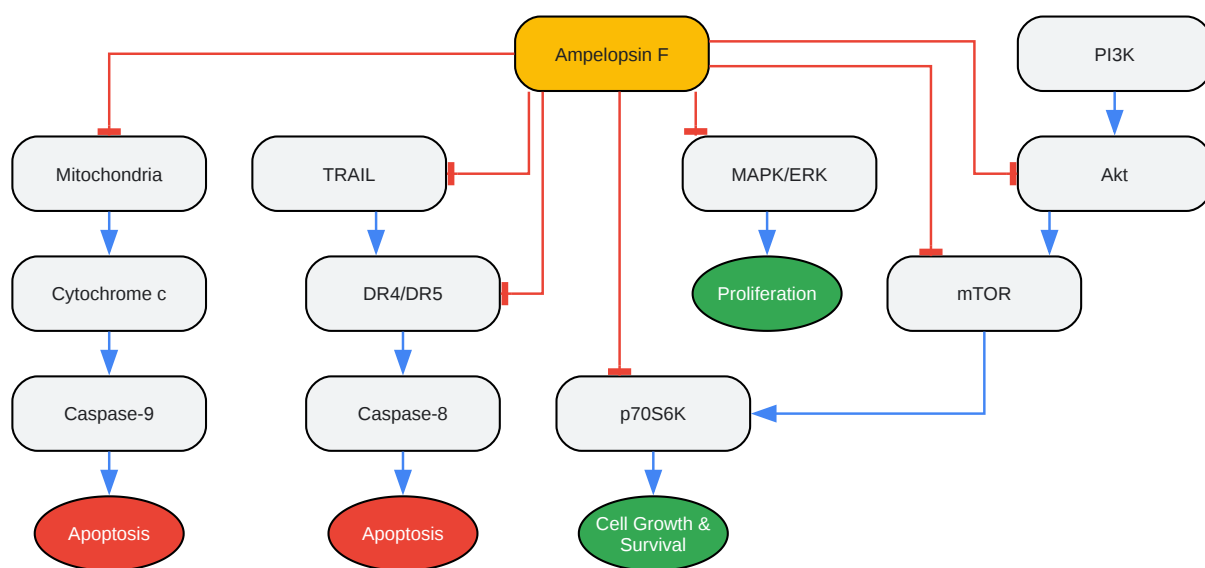 Ampelopsin F
PI3K
Mitochondria
TRAIL
MAPK/ERK
Akt
Cytochrome c
DR4/DR5
Proliferation
mTOR
Caspase-9
Caspase-8
p70S6K
Apoptosis
Apoptosis
Cell Growth &
Survival